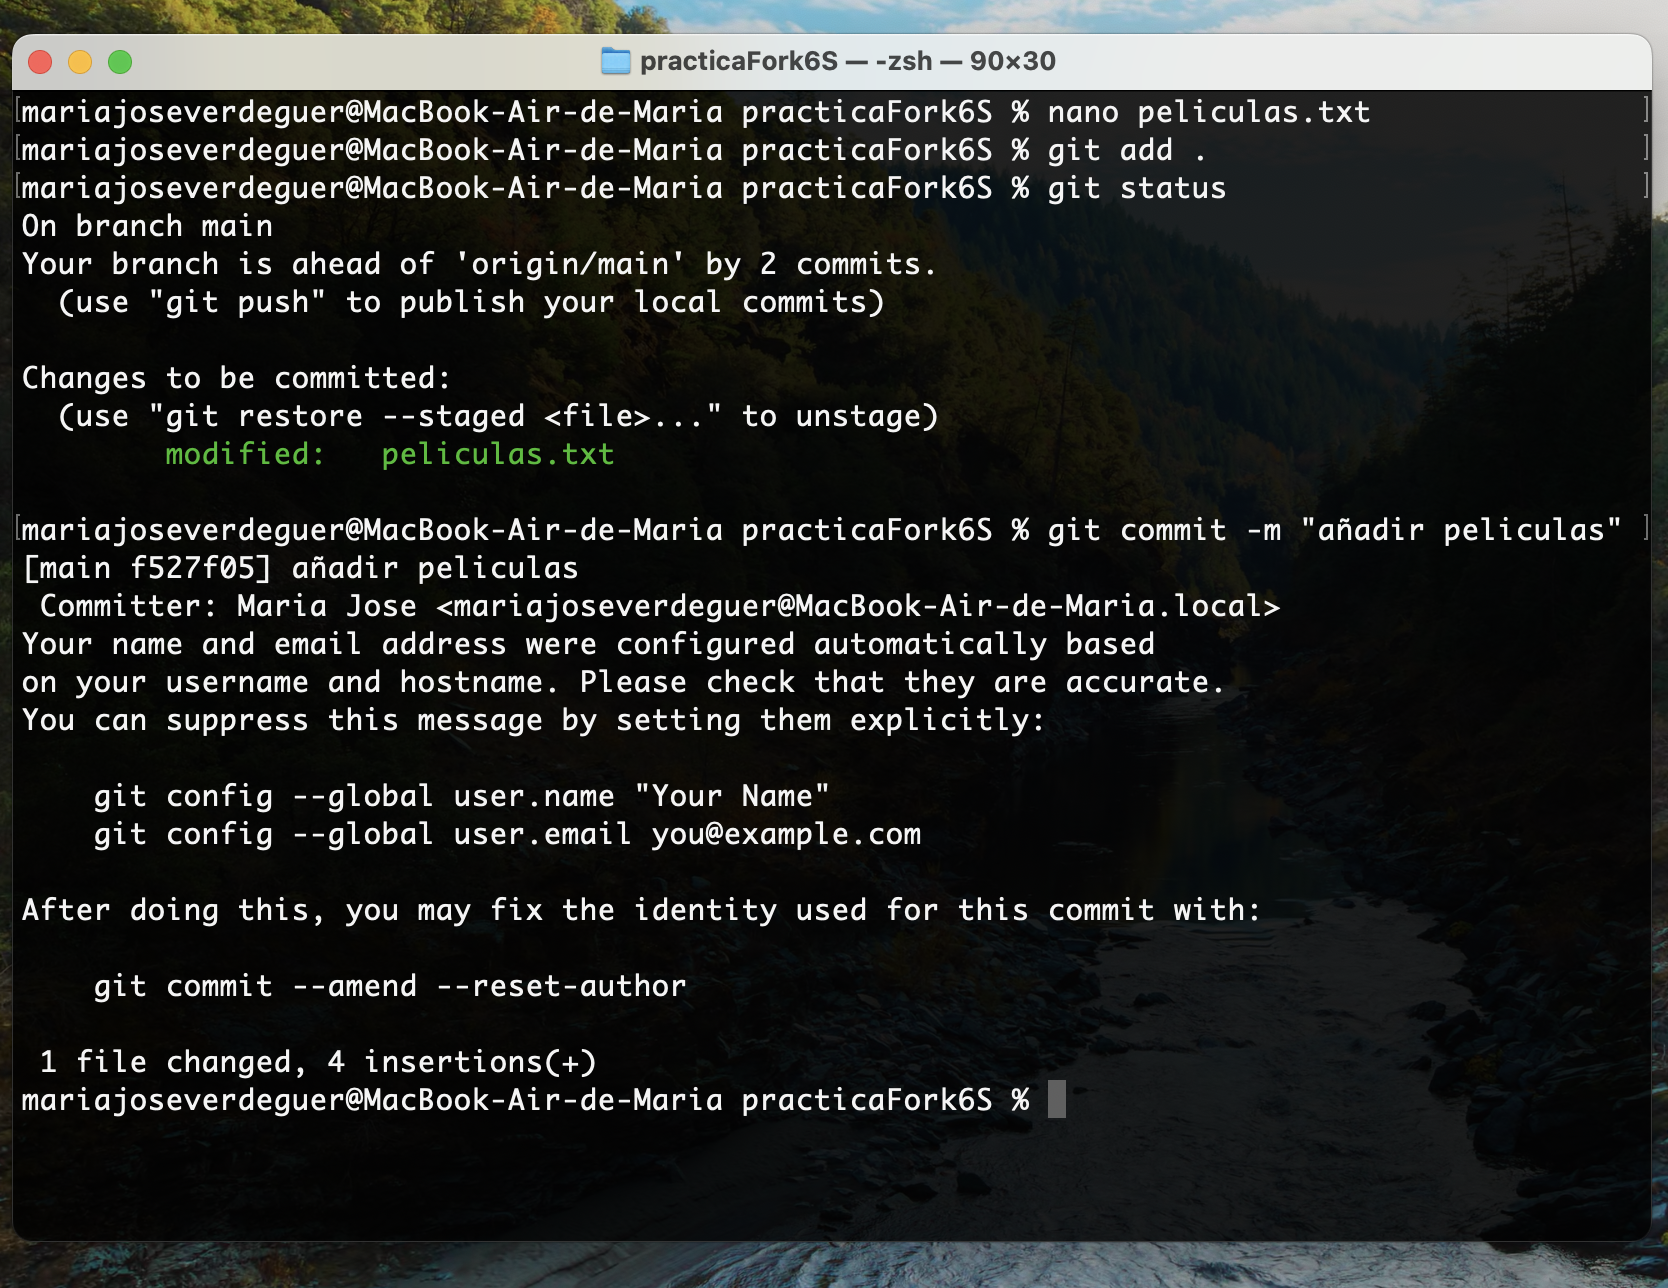 practicaFork6S — -zsh — 90×30
mariajoseverdeguer@MacBook-Air-de-Maria practicaFork6S % nano peliculas.txt
mariajoseverdeguer@MacBook-Air-de-Maria practicaFork6S % git add .
mariajoseverdeguer@MacBook-Air-de-Maria practicaFork6S % git status
On branch main
Your branch is ahead of 'origin/main' by 2 commits.
  (use "git push" to publish your local commits)

Changes to be committed:
  (use "git restore --staged <file>..." to unstage)
        modified:   peliculas.txt

mariajoseverdeguer@MacBook-Air-de-Maria practicaFork6S % git commit -m "añadir peliculas"
[main f527f05] añadir peliculas
 Committer: Maria Jose <mariajoseverdeguer@MacBook-Air-de-Maria.local>
Your name and email address were configured automatically based
on your username and hostname. Please check that they are accurate.
You can suppress this message by setting them explicitly:

    git config --global user.name "Your Name"
    git config --global user.email you@example.com

After doing this, you may fix the identity used for this commit with:

    git commit --amend --reset-author

 1 file changed, 4 insertions(+)
mariajoseverdeguer@MacBook-Air-de-Maria practicaFork6S %